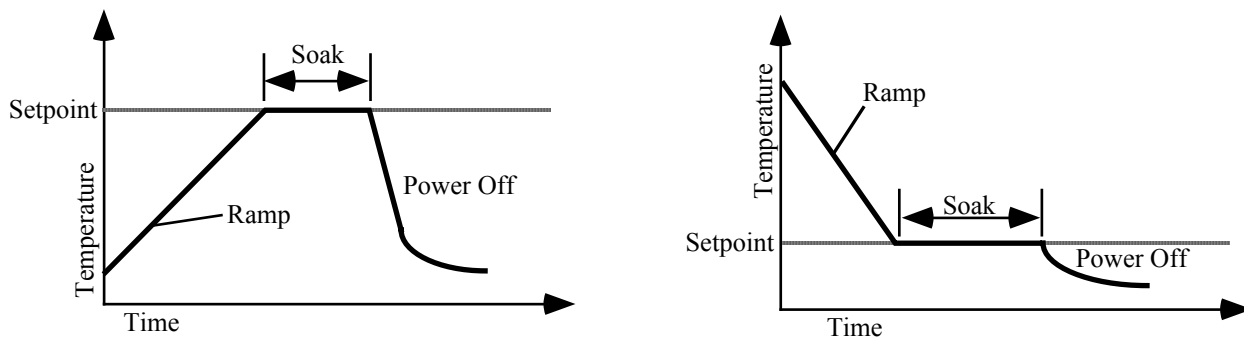 Soak
Setpoint
Temperature
Ramp
Power Off
Time
Temperature
Ramp
Soak
Setpoint
Power Off
Time